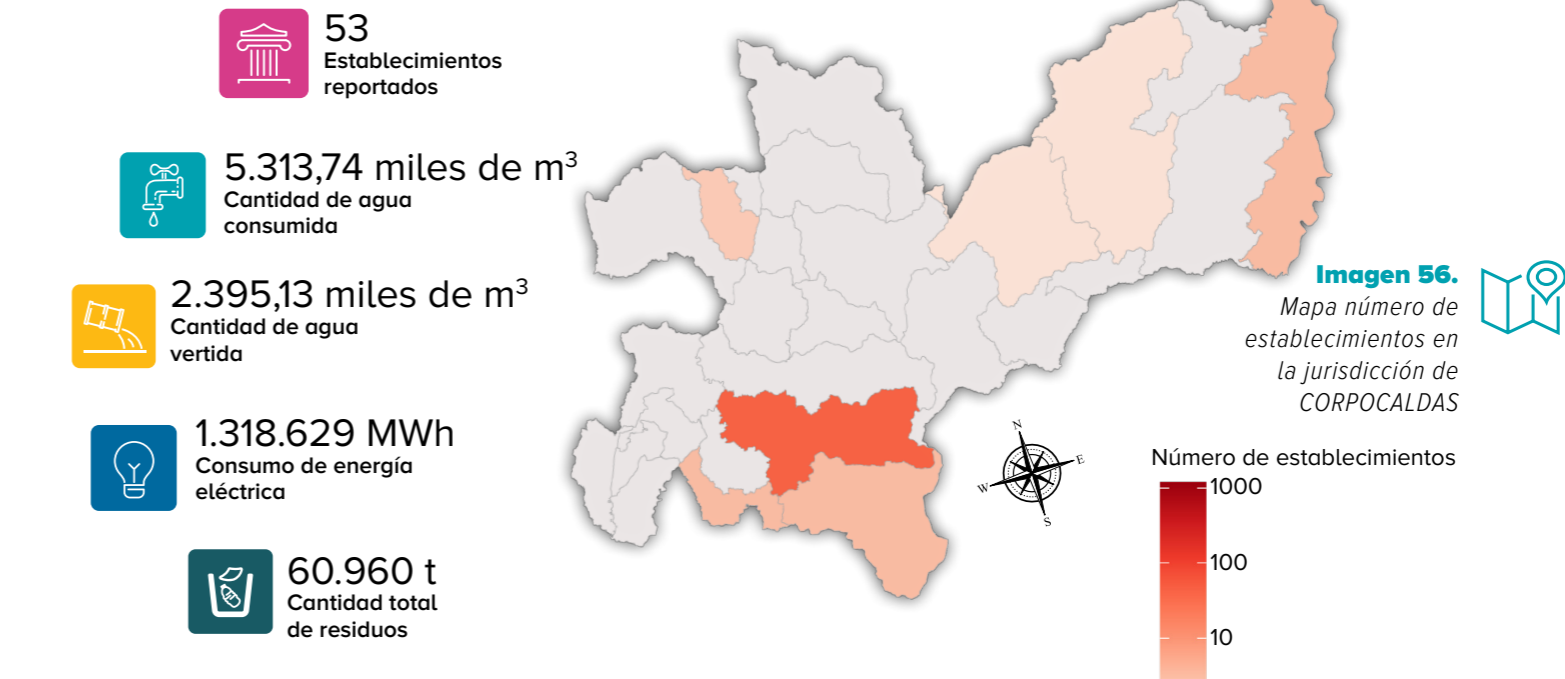 53
Establecimientos
reportados
5.313,74 miles de m³
Cantidad de agua
consumida
2.395,13 miles de m³
Cantidad de agua
vertida
1.318.629 MWh
Consumo de energía
eléctrica
60.960 t
Cantidad total
de residuos
Imagen 56.
Mapa número de
establecimientos en
la jurisdicción de
CORPOCALDAS
N
E
W
S
Número de establecimientos
1000
100
10